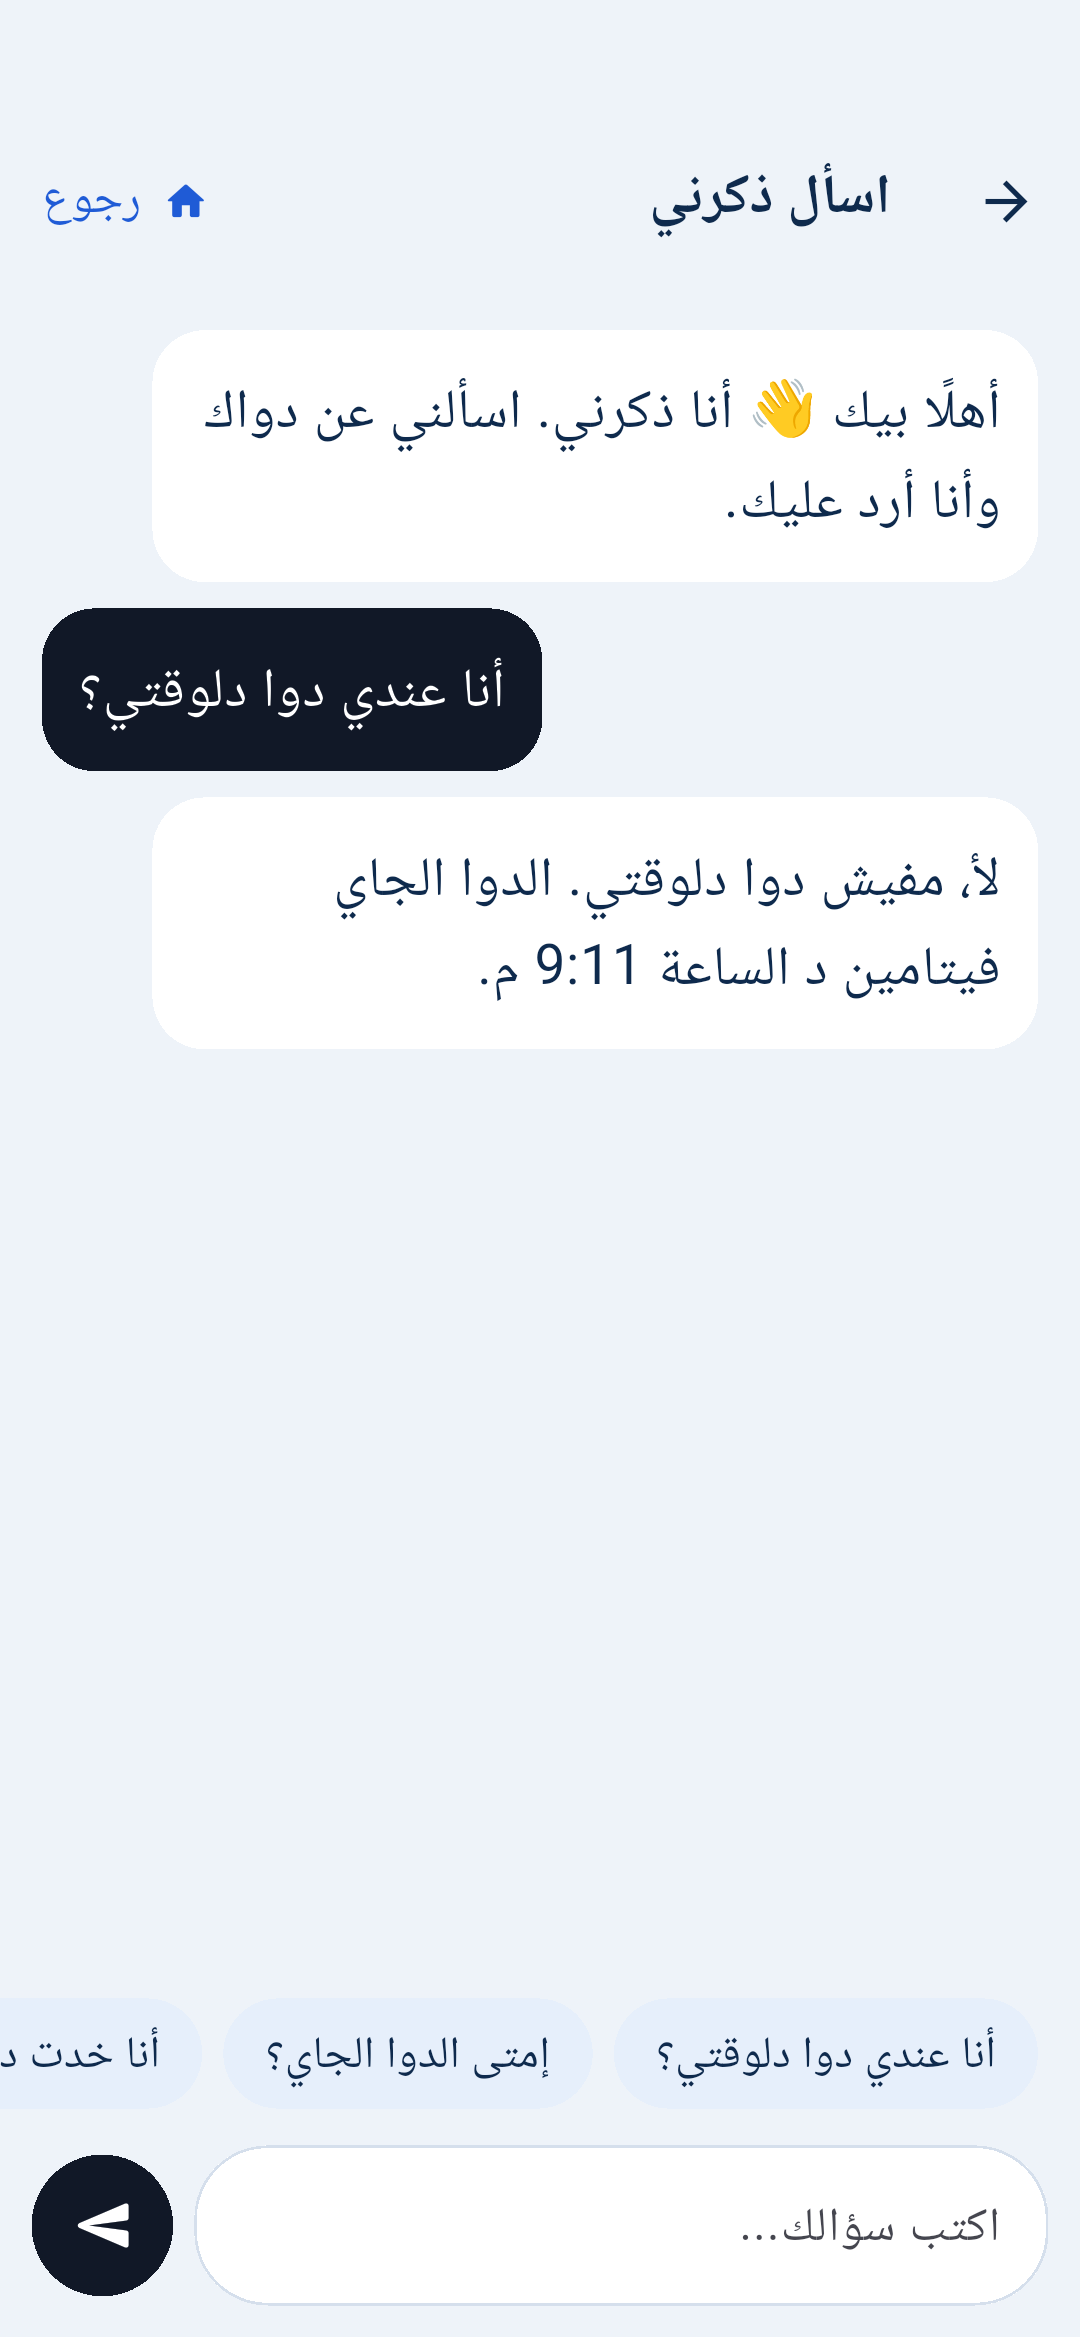 اسأل ذكرني
رجوع
أهلًا بيك 👋 أنا ذكرني. اسألني عن دواك
وأنا أرد عليك.
أنا عندي دوا دلوقتي؟
لأ، مفيش دوا دلوقتي. الدوا الجاي
فيتامين د الساعة 9:11 م.
أنا عندي دوا دلوقتي؟
إمتى الدوا الجاي؟
أنا خدت د
اكتب سؤالك...